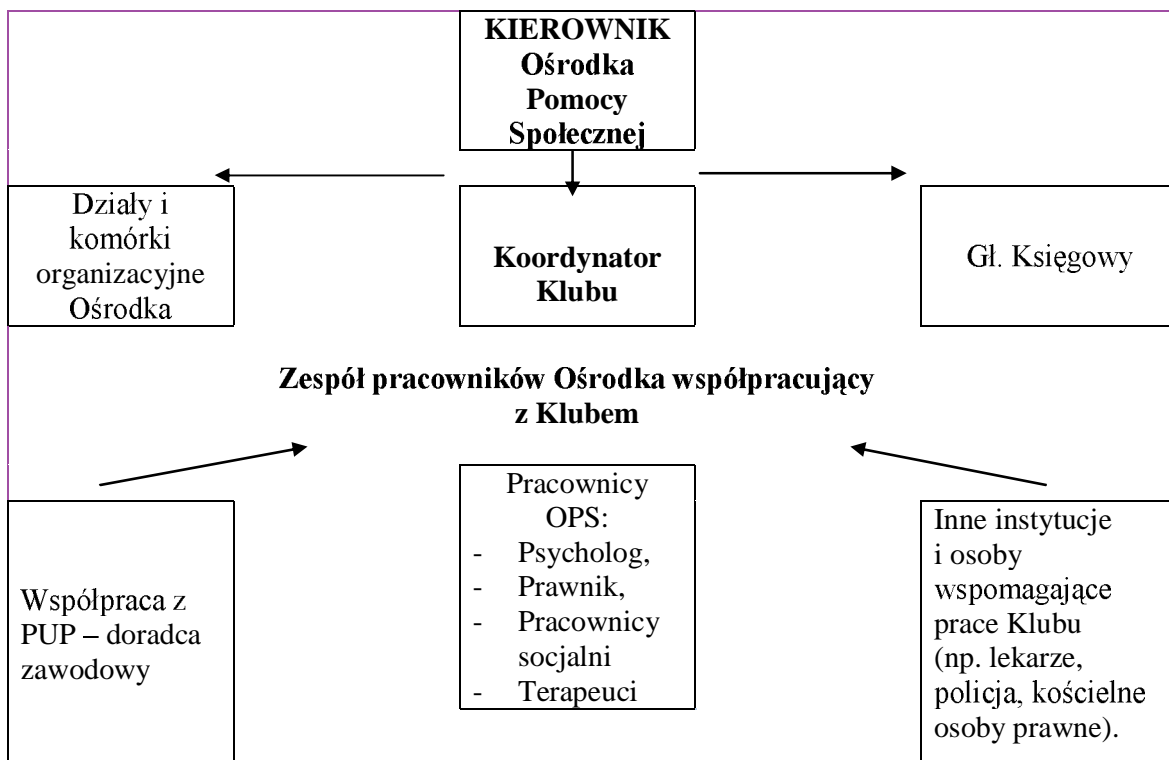 KIEROWNIK
Ośrodka
Pomocy
Społecznej
Działy i
komórki
organizacyjne
Ośrodka
Koordynator
Klubu
Gł. Księgowy
Zespół pracowników Ośrodka współpracujący
z Klubem
Współpraca z
PUP – doradca
zawodowy
Pracownicy
OPS:
- Psycholog,
- Prawnik,
- Pracownicy
socjalni
- Terapeuci
Inne instytucje
i osoby
wspomagające
prace Klubu
(np. lekarze,
policja, kościelne
osoby prawne).